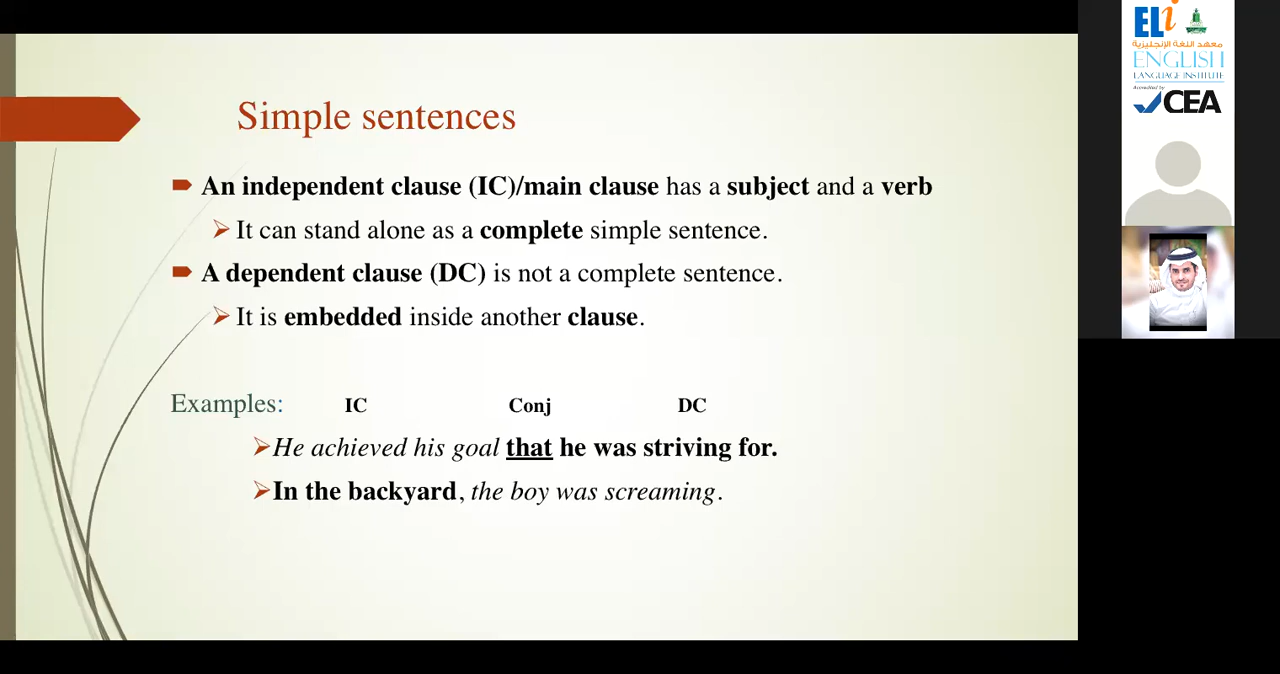 Simple sentences
An independent clause (IC)/main clause has a subject and a verb
It can stand alone as a complete simple sentence.
A dependent clause (DC) is not a complete sentence.
It is embedded inside another clause.
Examples: IC Conj DC
He achieved his goal that he was striving for.
In the backyard, the boy was screaming.
ELi
معهد اللغة الإنجليزية
ENGLISH
LANGUAGE INSTITUTE
Accredited by
CEA